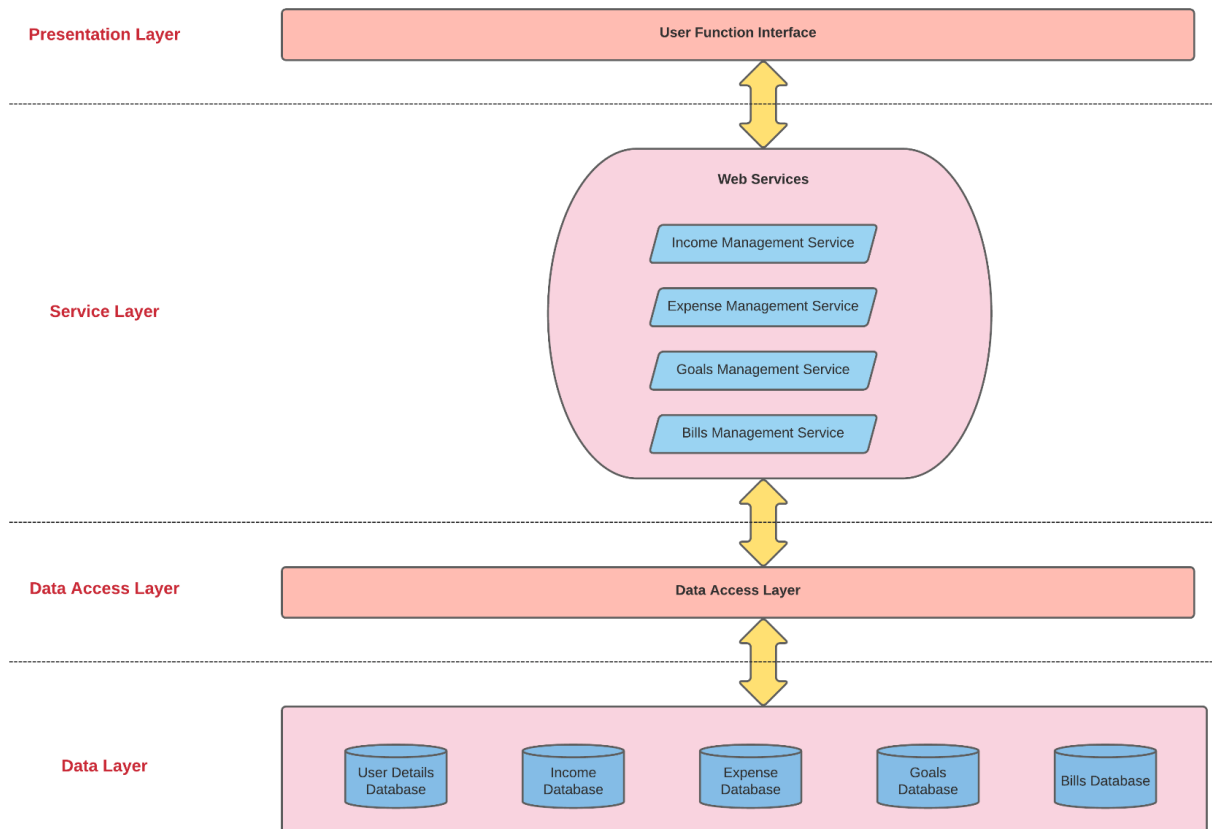 Presentation Layer
User Function Interface
Web Services
Income Management Service
Expense Management Service
Service Layer
Goals Management Service
Bills Management Service
Data Access Layer
Data Access Layer
Data Layer
User Details
Database
Income
Database
Expense
Database
Goals
Database
Bills Database